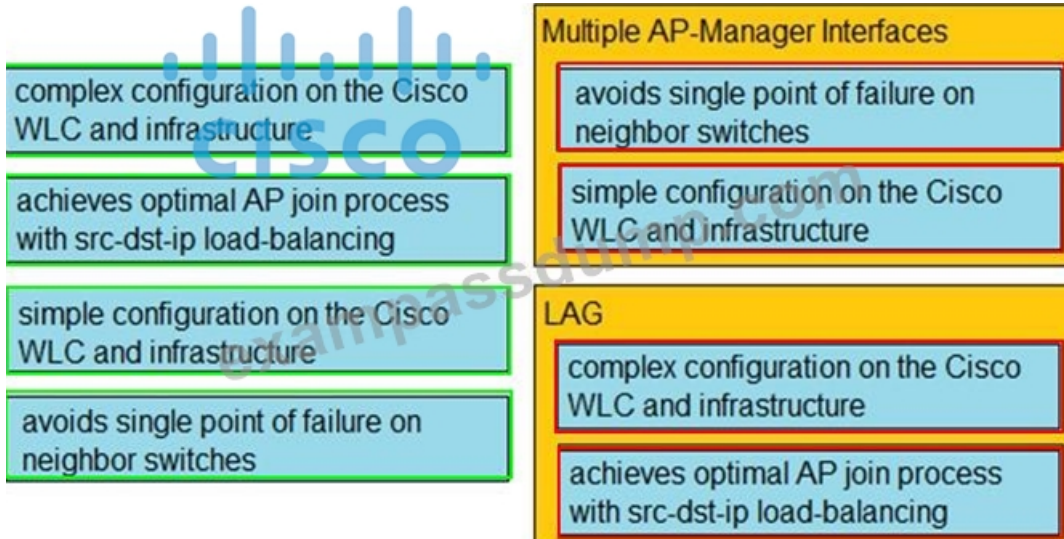 CISCO
complex configuration on the Cisco
WLC and infrastructure
achieves optimal AP join process
with src-dst-ip load-balancing
simple configuration on the Cisco
WLC and infrastructure
avoids single point of failure on
neighbor switches
Multiple AP-Manager Interfaces
avoids single point of failure on
neighbor switches
simple configuration on the Cisco
WLC and infrastructure
LAG
complex configuration on the Cisco
WLC and infrastructure
achieves optimal AP join process
with src-dst-ip load-balancing
exampassdump.com